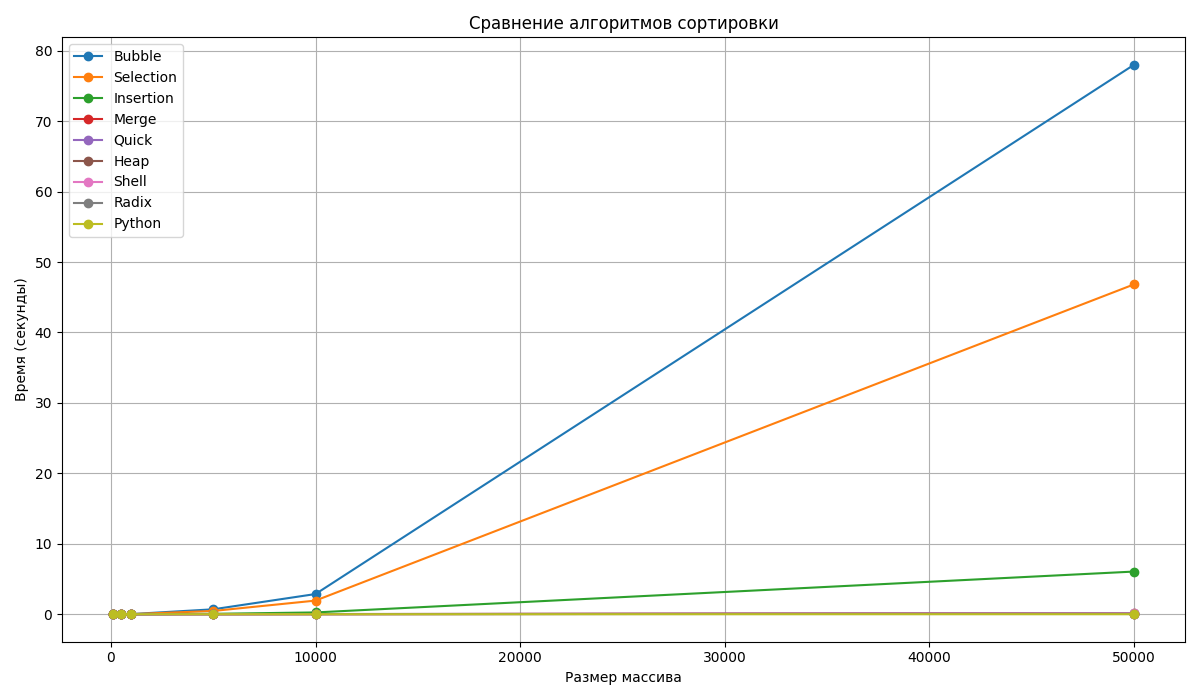 Сравнение алгоритмов сортировки
80
70
60
50
40
30
20
10
0
Bubble
Selection
Insertion
Merge
Quick
Heap
Shell
Radix
Python
Время (секунды)
0 10000 20000 30000 40000 50000
Размер массива